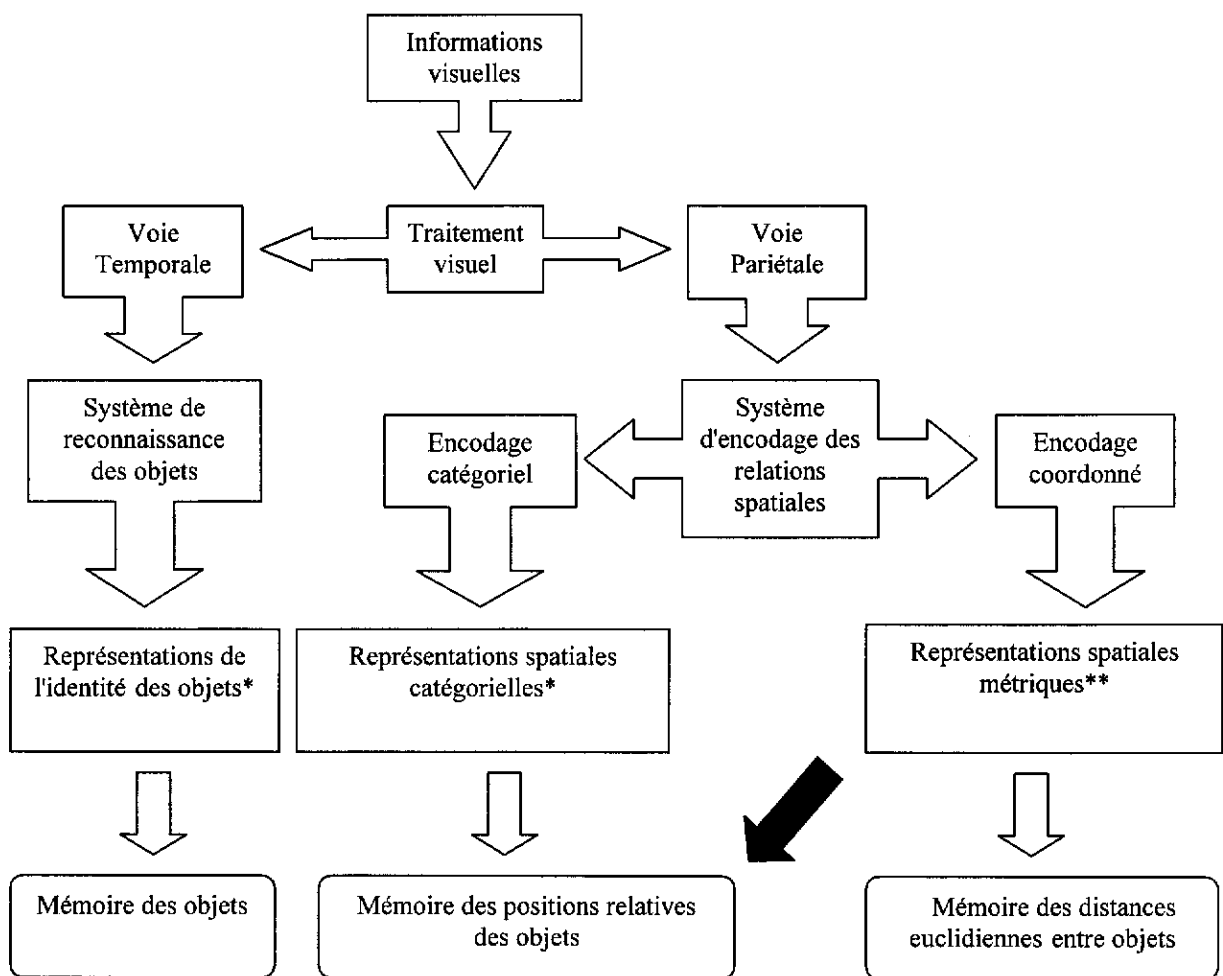 Informations
visuelles
Voie
Temporale
Traitement
visuel
Voie
Pariétale
Système de
reconnaissance
des objets
Encodage
catégoriel
Système
d'encodage des
relations
spatiales
Encodage
coordonné
Représentations de
l'identité des objets*
Représentations spatiales
catégorielles*
Représentations spatiales
métriques**
Mémoire des objets
Mémoire des positions relatives
des objets
Mémoire des distances
euclidiennes entre objets